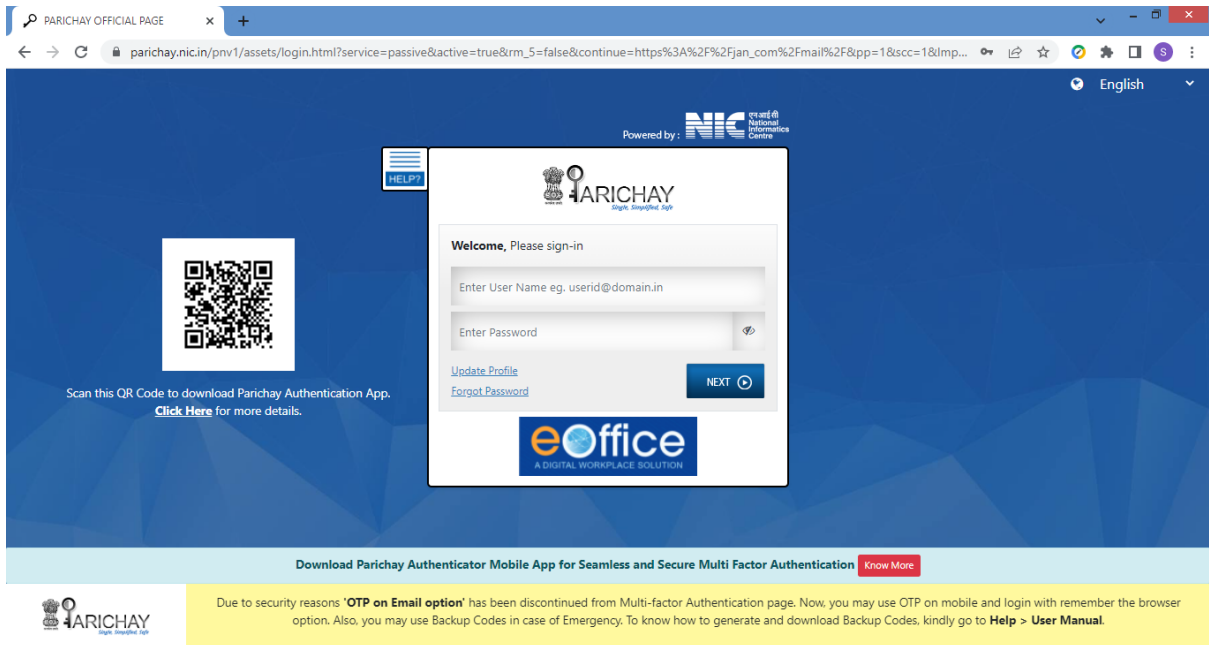 PARICHAY OFFICIAL PAGE
parichay.nic.in/pnv1/assets/login.html?service=passive&active=true&rm_5=false&continue=https%3A%2F%2Fjan_com%2Fmail%2F&pp=1&scc=1&lmp...
S
English
Powered by :
NIC
एन आई सी
National
Informatics
Centre
HELP?
PARICHAY
Single, Simplified, Safe
Welcome, Please sign-in
Enter User Name eg. userid@domain.in
Enter Password
Update Profile
NEXT
Forgot Password
Scan this QR Code to download Parichay Authentication App.
Click Here for more details.
eOffice
A DIGITAL WORKPLACE SOLUTION
Download Parichay Authenticator Mobile App for Seamless and Secure Multi Factor Authentication Know More
PARICHAY
Single, Simplified, Safe
Due to security reasons 'OTP on Email option' has been discontinued from Multi-factor Authentication page. Now, you may use OTP on mobile and login with remember the browser
option. Also, you may use Backup Codes in case of Emergency. To know how to generate and download Backup Codes, kindly go to Help > User Manual.